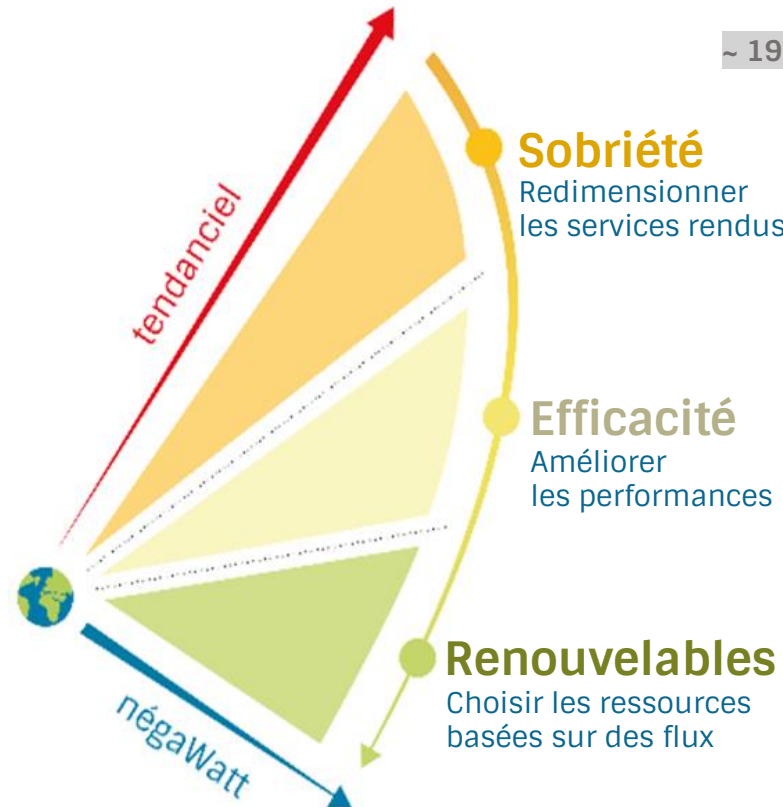 ~ 19
Sobriété
Redimensionner
les services rendus
tendanciel
Efficacité
Améliorer
les performances
Renouvelables
Choisir les ressources
basées sur des flux
négaWatt